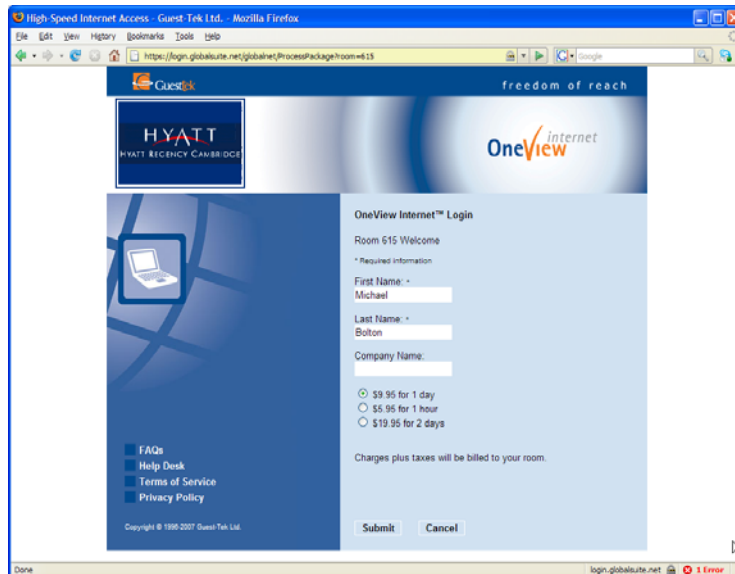 High-Speed Internet Access - Guest-Tek Ltd. - Mozilla Firefox
File Edit View History Bookmarks Tools Help
https://login.globalsuite.net/globalnet/ProcessPackage?room=615
Google
Guesttek
freedom of reach
HYATT
HYATT REGENCY CAMBRIDGE
OneView internet
OneView Internet™ Login
Room 615 Welcome
* Required information
First Name: *
Michael
Last Name: *
Bolton
Company Name:
$9.95 for 1 day
$5.95 for 1 hour
$19.95 for 2 days
Charges plus taxes will be billed to your room.
FAQs
Help Desk
Terms of Service
Privacy Policy
Copyright © 1996-2007 Guest-Tek Ltd.
Submit Cancel
Done
login.globalsuite.net 1 Error